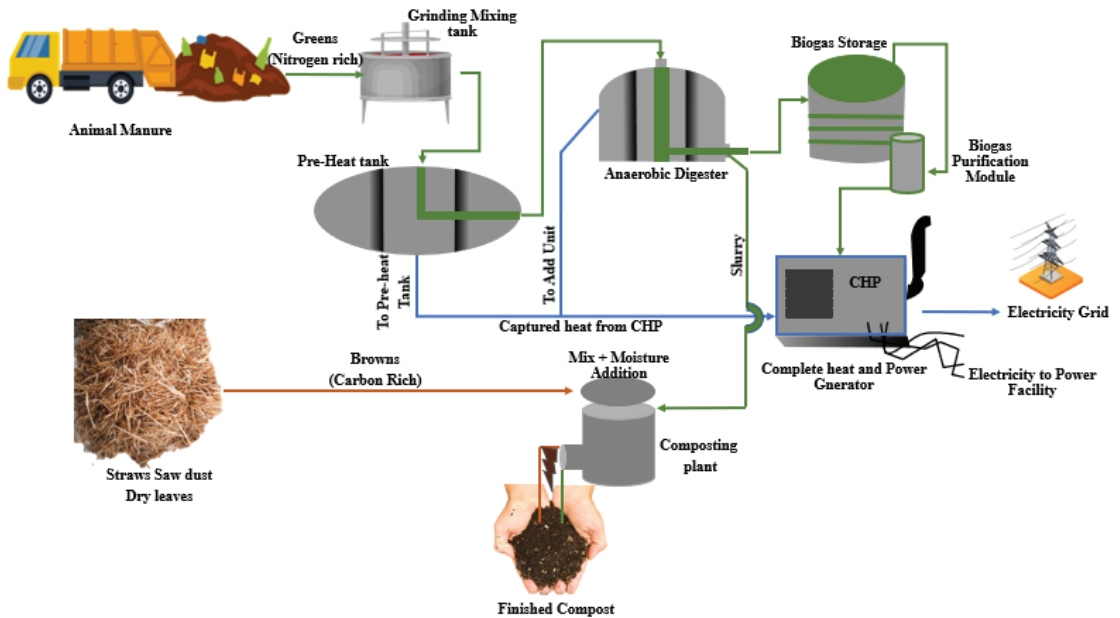 Grinding Mixing
tank
Greens
(Nitrogen rich)
Animal Manure
Biogas Storage
Biogas
Purification
Module
Pre-Heat tank
Anaerobic Digester
To Pre-heat
Tank
To Add Unit
Slurry
CHP
Captured heat from CHP
Electricity Grid
Complete heat and Power
Gnerator
Electricity to Power
Facility
Browns
(Carbon Rich)
Mix + Moisture
Addition
Composting
plant
Straws Saw dust
Dry leaves
Finished Compost